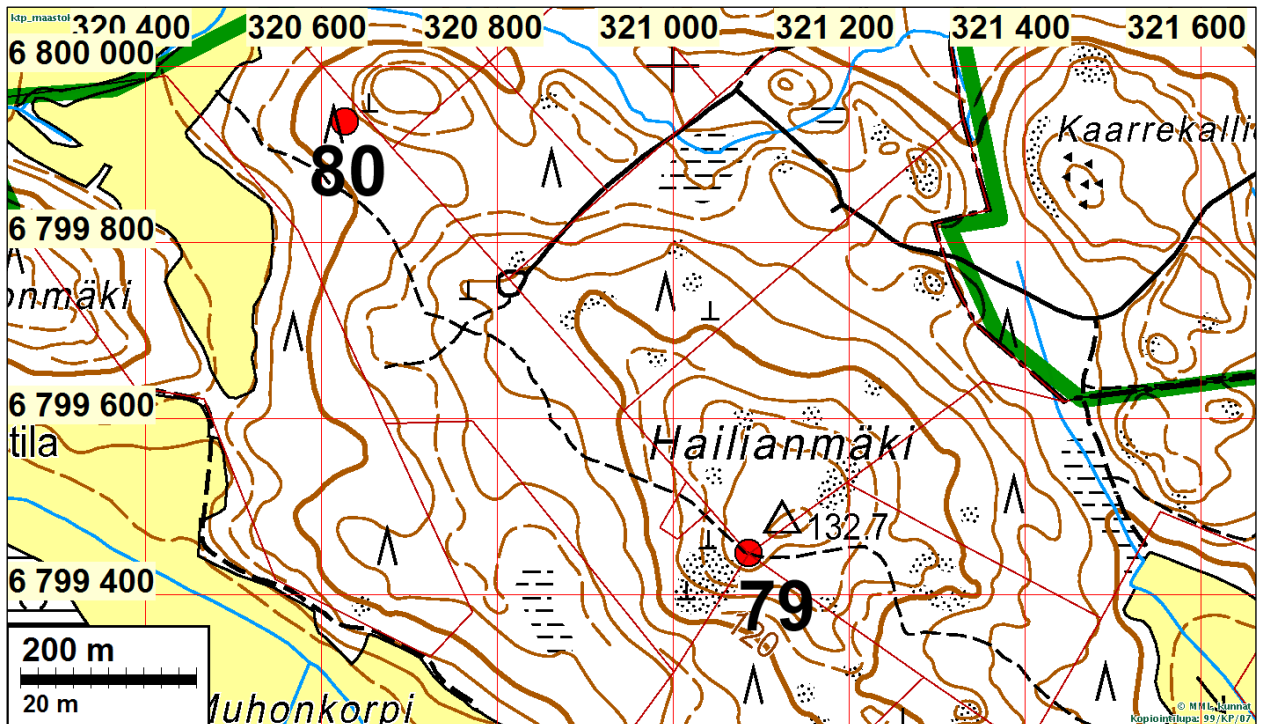 ktp_maastol
320 400 320 600 320 800 321 000 321 200 321 400 321 600
6 800 000
80
Kaarrekalli
6 799 800
onmäki
6 799 600
tila
Hailianmäki
132.7
6 799 400
79
120
200 m
20 m
Muhonkorpi
© MML, kunnat
Kopiointilupa: 99/KP/07